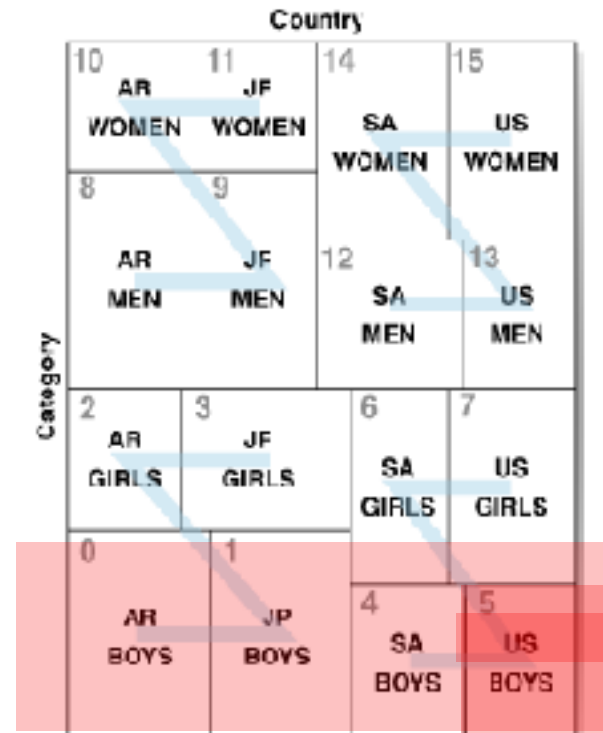 Country
10 11 14 15
AR JP
WOMEN WOMEN
SA US
WOMEN WOMEN
8 9
AR JP
MEN MEN
12 13
SA US
MEN MEN
Category
2 3 6 7
AR JP
GIRLS GIRLS
SA US
GIRLS GIRLS
0 1
AR JP
BOYS BOYS
4 5
SA US
BOYS BOYS